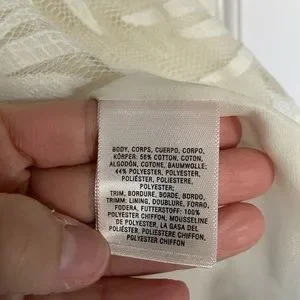 BODY, CORPS, CUERPO, CORPO,
KÖRPER: 56% COTTON, COTON,
ALGODÓN, COTONE, BAUMWOLLE;
44% POLYESTER, POLYESTER,
POLIÉSTER, POLIESTERE,
POLYESTER;
TRIM, BORDURE, BORDE, BORDO,
TRIMM; LINING, DOUBLURE, FORRO,
FODERA, FUTTERSTOFF: 100%
POLYESTER CHIFFON, MOUSSELINE
DE POLYESTER, LA GASA DEL
POLIÉSTER, POLIESTERE CHIFFON,
POLYESTER CHIFFON